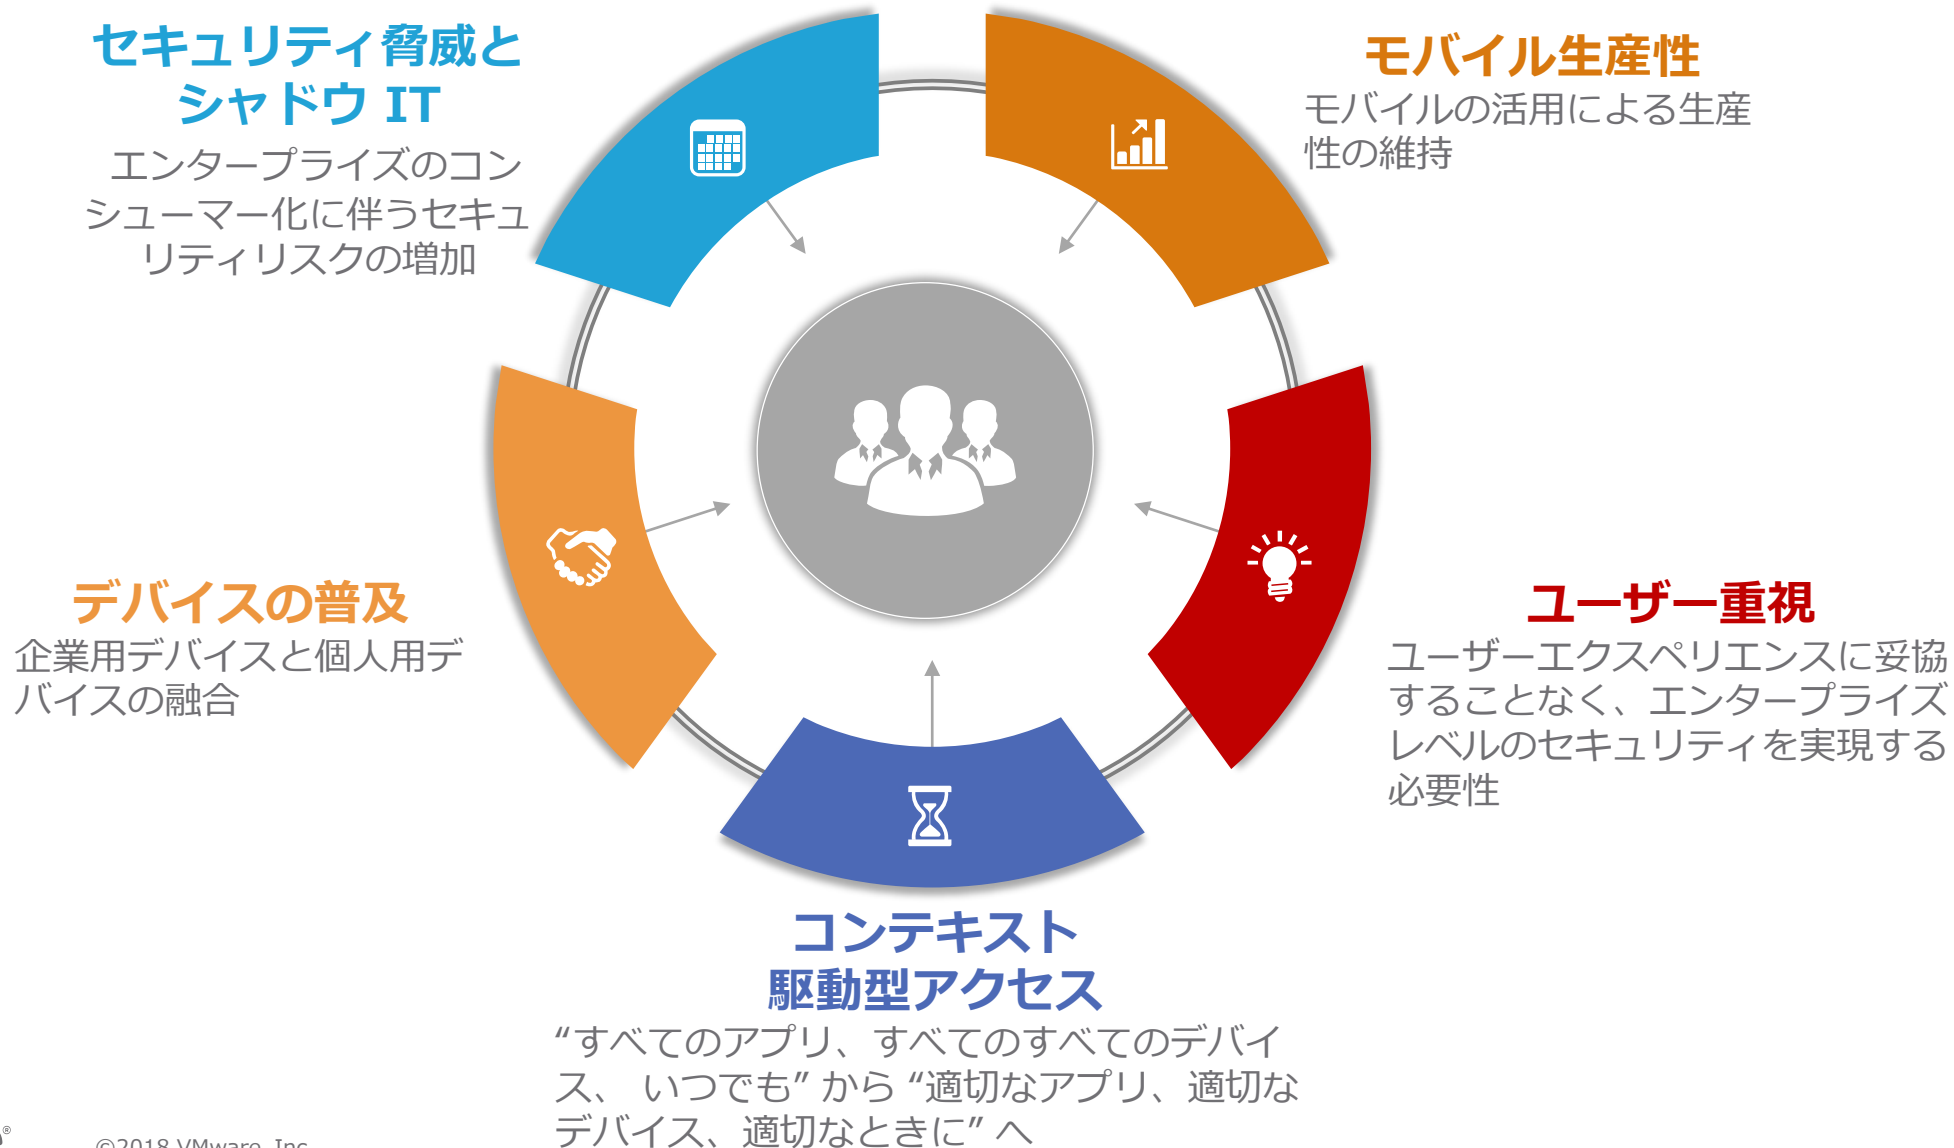 セキュリティ脅威と
シャドウ IT
エンタープライズのコン
シューマー化に伴うセキュ
リティリスクの増加
モバイル生産性
モバイルの活用による生産
性の維持
デバイスの普及
企業用デバイスと個人用デ
バイスの融合
ユーザー重視
ユーザーエクスペリエンスに妥協
することなく、エンタープライズ
レベルのセキュリティを実現する
必要性
コンテキスト
駆動型アクセス
“すべてのアプリ、すべてのすべてのデバイ
ス、 いつでも” から “適切なアプリ、適切な
デバイス、適切なときに” へ
®
©2018 VMware, Inc.